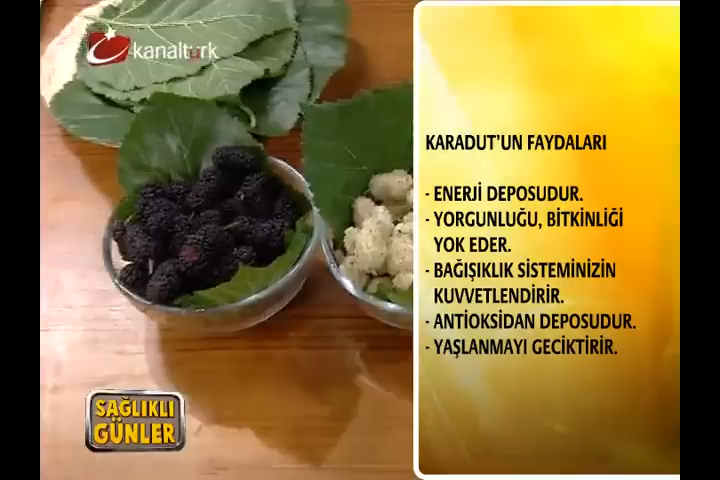 kanaltürk
KARADUT'UN FAYDALARI
- ENERJİ DEPOSUDUR.
- YORGUNLUĞU, BİTKİNLİĞİ
YOK EDER.
- BAĞIŞIKLIK SİSTEMİNİZİN
KUVVETLENDİRİR.
- ANTİOKSİDAN DEPOSUDUR.
- YAŞLANMAYI GECİKTİRİR.
SAĞLIKLI
GÜNLER